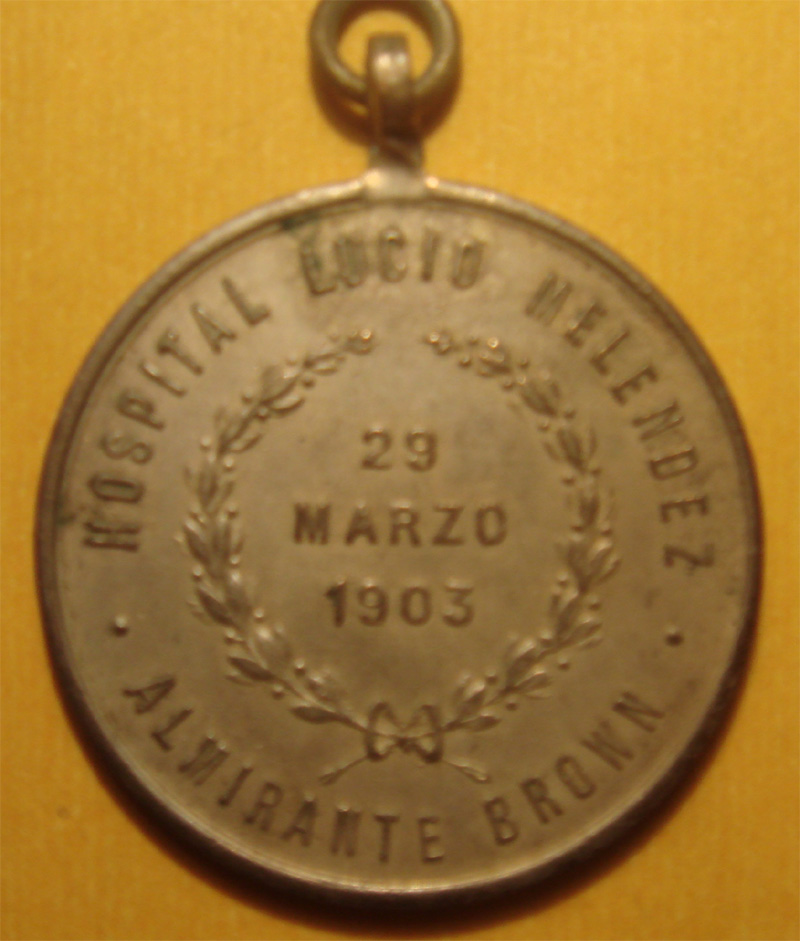 HOSPITAL LUCIO MELENDEZ
29
MARZO
1903
ALMIRANTE BROWN